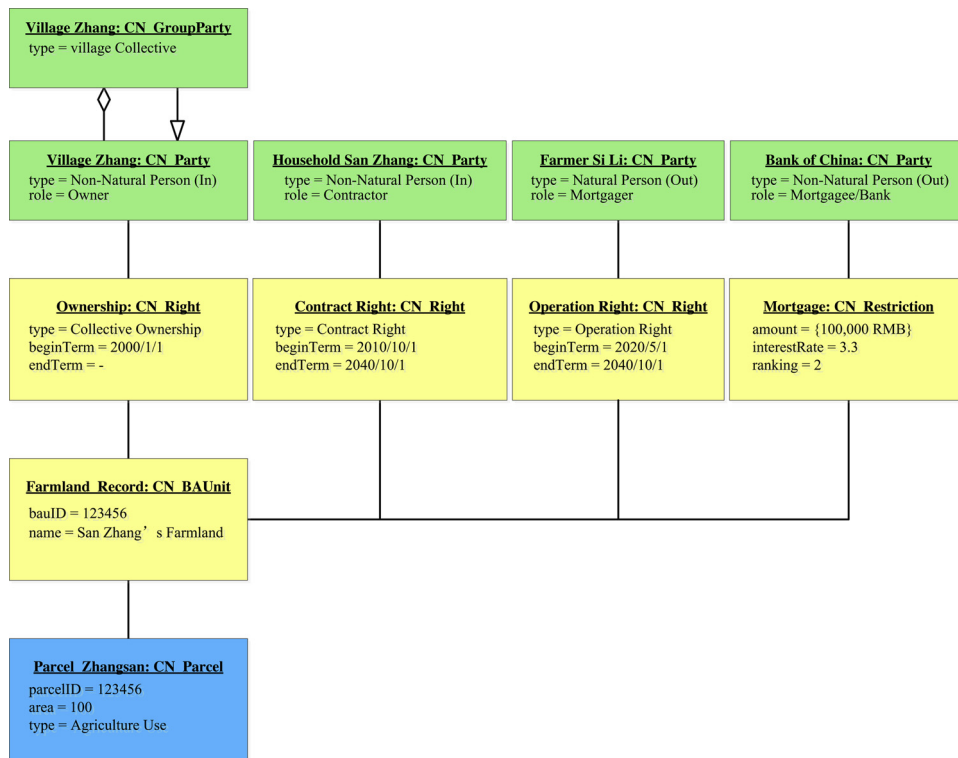 Village Zhang: CN_GroupParty
type = village Collective
Village Zhang: CN_Party
type = Non-Natural Person (In)
role = Owner
Household San Zhang: CN_Party
type = Non-Natural Person (In)
role = Contractor
Farmer Si Li: CN_Party
type = Natural Person (Out)
role = Mortgager
Bank of China: CN_Party
type = Non-Natural Person (Out)
role = Mortgagee/Bank
Ownership: CN_Right
type = Collective Ownership
beginTerm = 2000/1/1
endTerm = -
Contract Right: CN_Right
type = Contract Right
beginTerm = 2010/10/1
endTerm = 2040/10/1
Operation Right: CN_Right
type = Operation Right
beginTerm = 2020/5/1
endTerm = 2040/10/1
Mortgage: CN_Restriction
amount = {100,000 RMB}
interestRate = 3.3
ranking = 2
Farmland_Record: CN_BAUnit
bauID = 123456
name = San Zhang’s Farmland
Parcel_Zhangsan: CN_Parcel
parcelID = 123456
area = 100
type = Agriculture Use